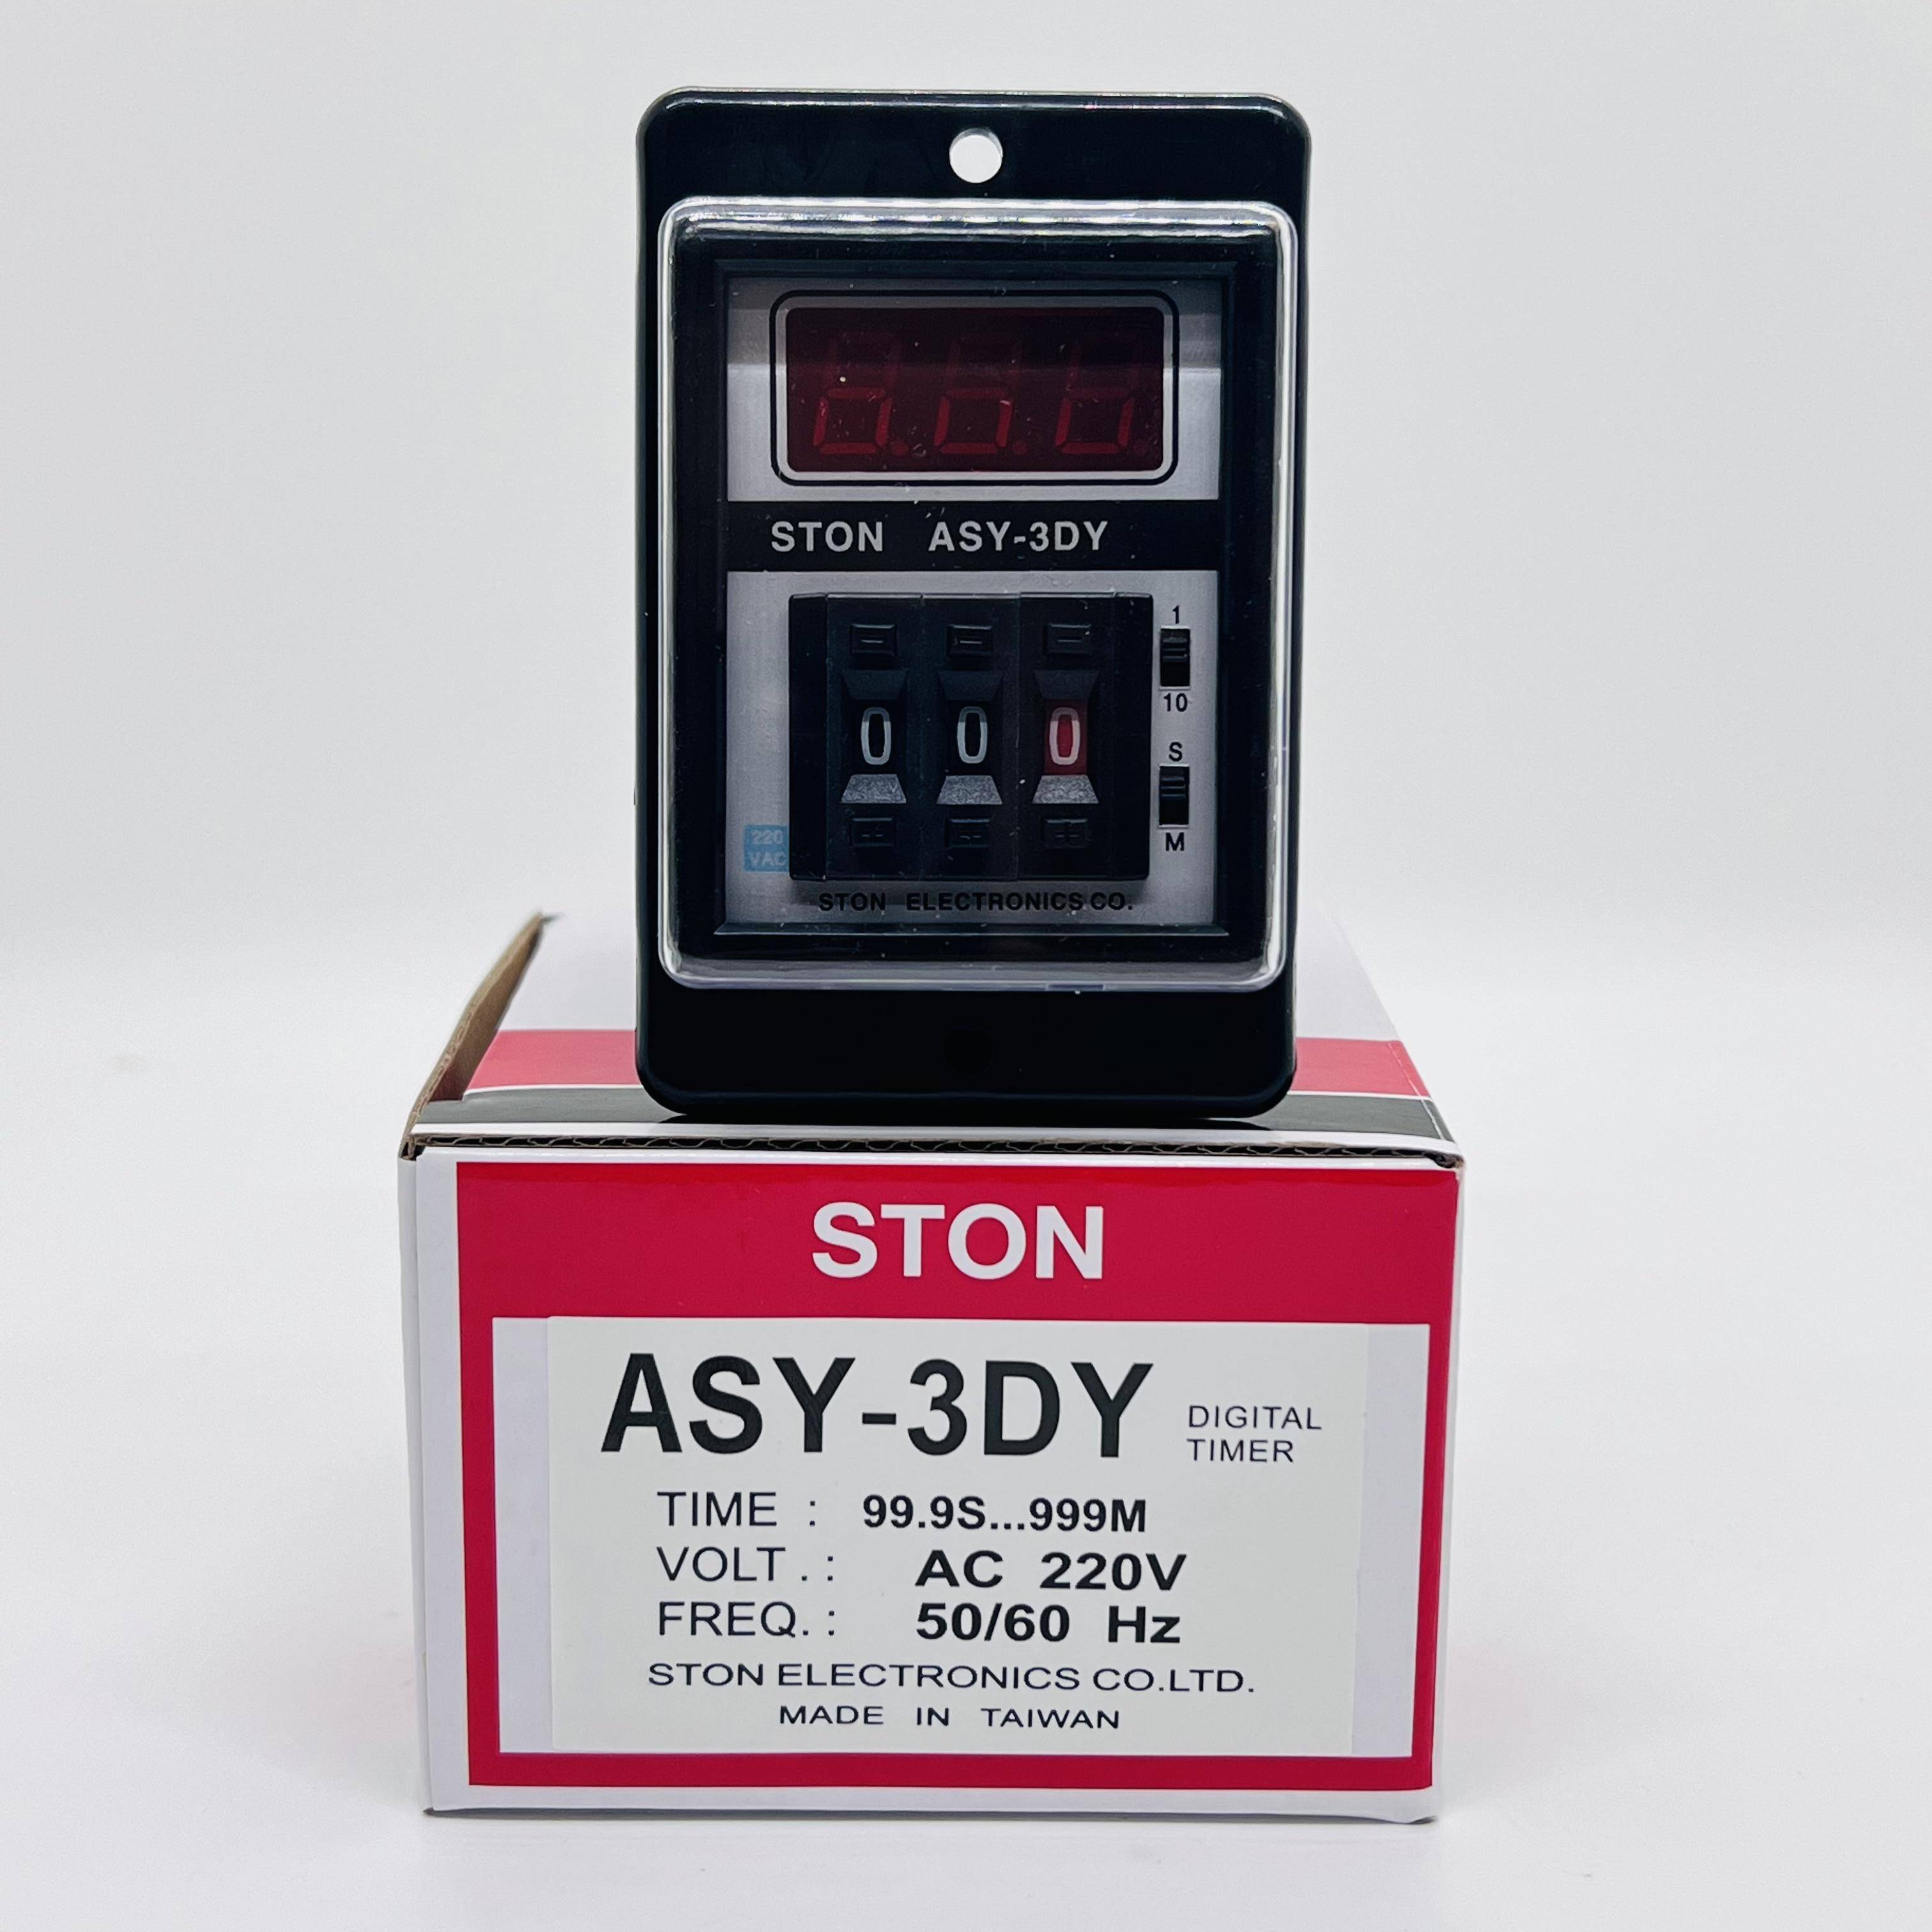 STON ASY-3DY
1
10
0 0 0
S
M
220
VAC
STON ELECTRONICS CO.
STON
ASY-3DY DIGITAL
TIMER
TIME : 99.9S...999M
VOLT . : AC 220V
FREQ. : 50/60 Hz
STON ELECTRONICS CO.LTD.
MADE IN TAIWAN